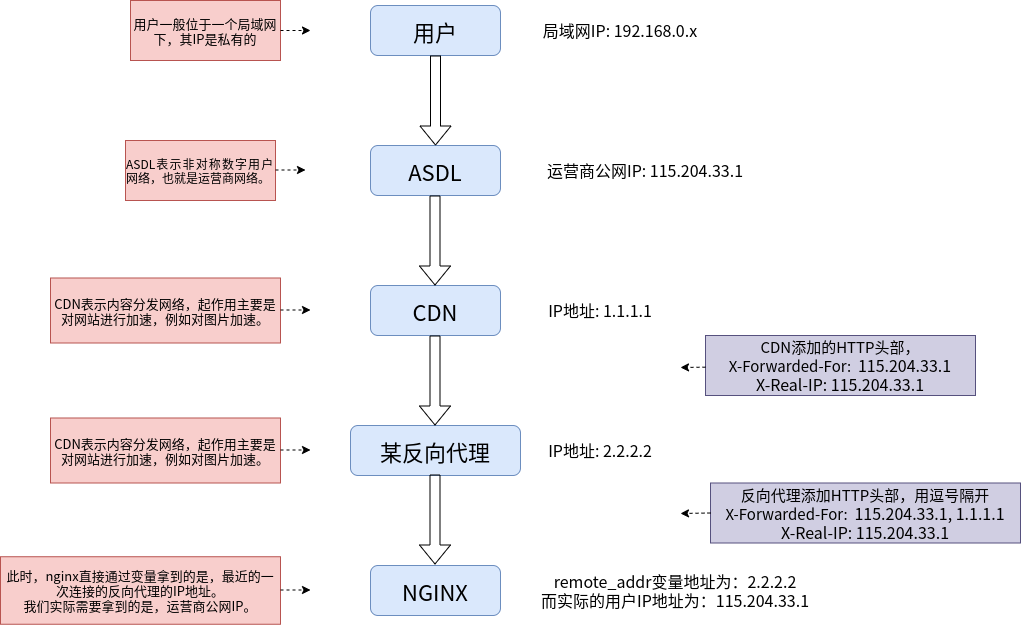 用户一般位于一个局域网
下，其IP是私有的
用户
局域网IP: 192.168.0.x
ASDL表示非对称数字用户
网络，也就是运营商网络。
ASDL
运营商公网IP: 115.204.33.1
CDN表示内容分发网络，起作用主要是
对网站进行加速，例如对图片加速。
CDN
IP地址: 1.1.1.1
CDN添加的HTTP头部，
X-Forwarded-For:  115.204.33.1
X-Real-IP: 115.204.33.1
CDN表示内容分发网络，起作用主要是
对网站进行加速，例如对图片加速。
某反向代理
IP地址: 2.2.2.2
反向代理添加HTTP头部，用逗号隔开
X-Forwarded-For:  115.204.33.1, 1.1.1.1
X-Real-IP: 115.204.33.1
此时，nginx直接通过变量拿到的是，最近的一
次连接的反向代理的IP地址。
我们实际需要拿到的是，运营商公网IP。
NGINX
remote_addr变量地址为：2.2.2.2
而实际的用户IP地址为：115.204.33.1